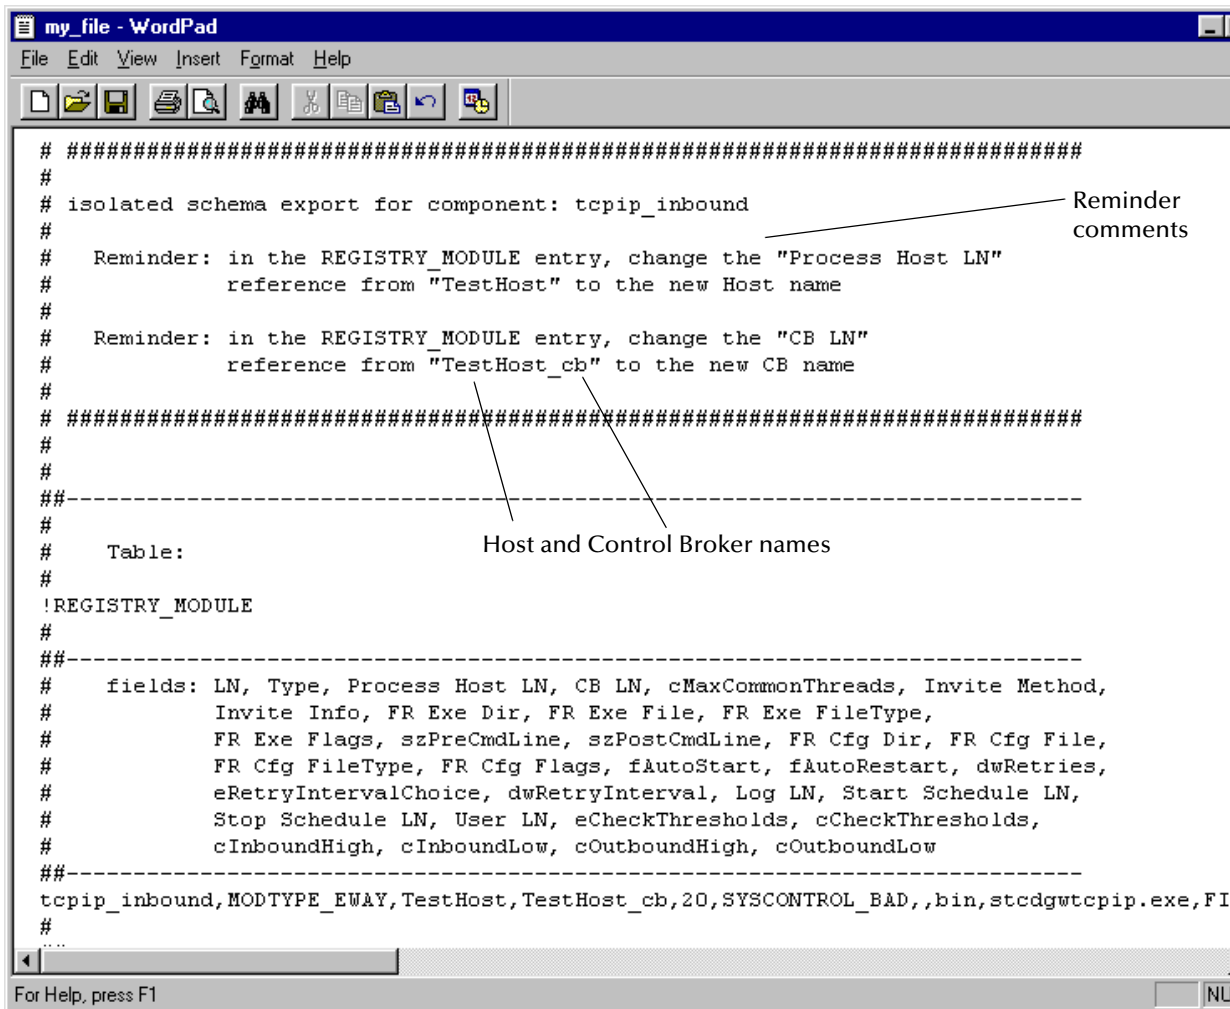 my_file - WordPad
File Edit View Insert Format Help
# ############################################################################
#
# isolated schema export for component: tcpip_inbound
Reminder
comments
#
#   Reminder: in the REGISTRY_MODULE entry, change the "Process Host LN"
#             reference from "TestHost" to the new Host name
#
#   Reminder: in the REGISTRY_MODULE entry, change the "CB LN"
#             reference from "TestHost_cb" to the new CB name
#
# ############################################################################
#
#
##----------------------------------------------------------------------------
#
Host and Control Broker names
#    Table:
#
!REGISTRY_MODULE
#
##----------------------------------------------------------------------------
#    fields: LN, Type, Process Host LN, CB LN, cMaxCommonThreads, Invite Method,
#            Invite Info, FR Exe Dir, FR Exe File, FR Exe FileType,
#            FR Exe Flags, szPreCmdLine, szPostCmdLine, FR Cfg Dir, FR Cfg File,
#            FR Cfg FileType, FR Cfg Flags, fAutoStart, fAutoRestart, dwRetries,
#            eRetryIntervalChoice, dwRetryInterval, Log LN, Start Schedule LN,
#            Stop Schedule LN, User LN, eCheckThresholds, cCheckThresholds,
#            cInboundHigh, cInboundLow, cOutboundHigh, cOutboundLow
##----------------------------------------------------------------------------
tcpip_inbound,MODTYPE_EWAY,TestHost,TestHost_cb,20,SYSCONTROL_BAD,,bin,stcdgwtcpip.exe,FI
#
For Help, press F1